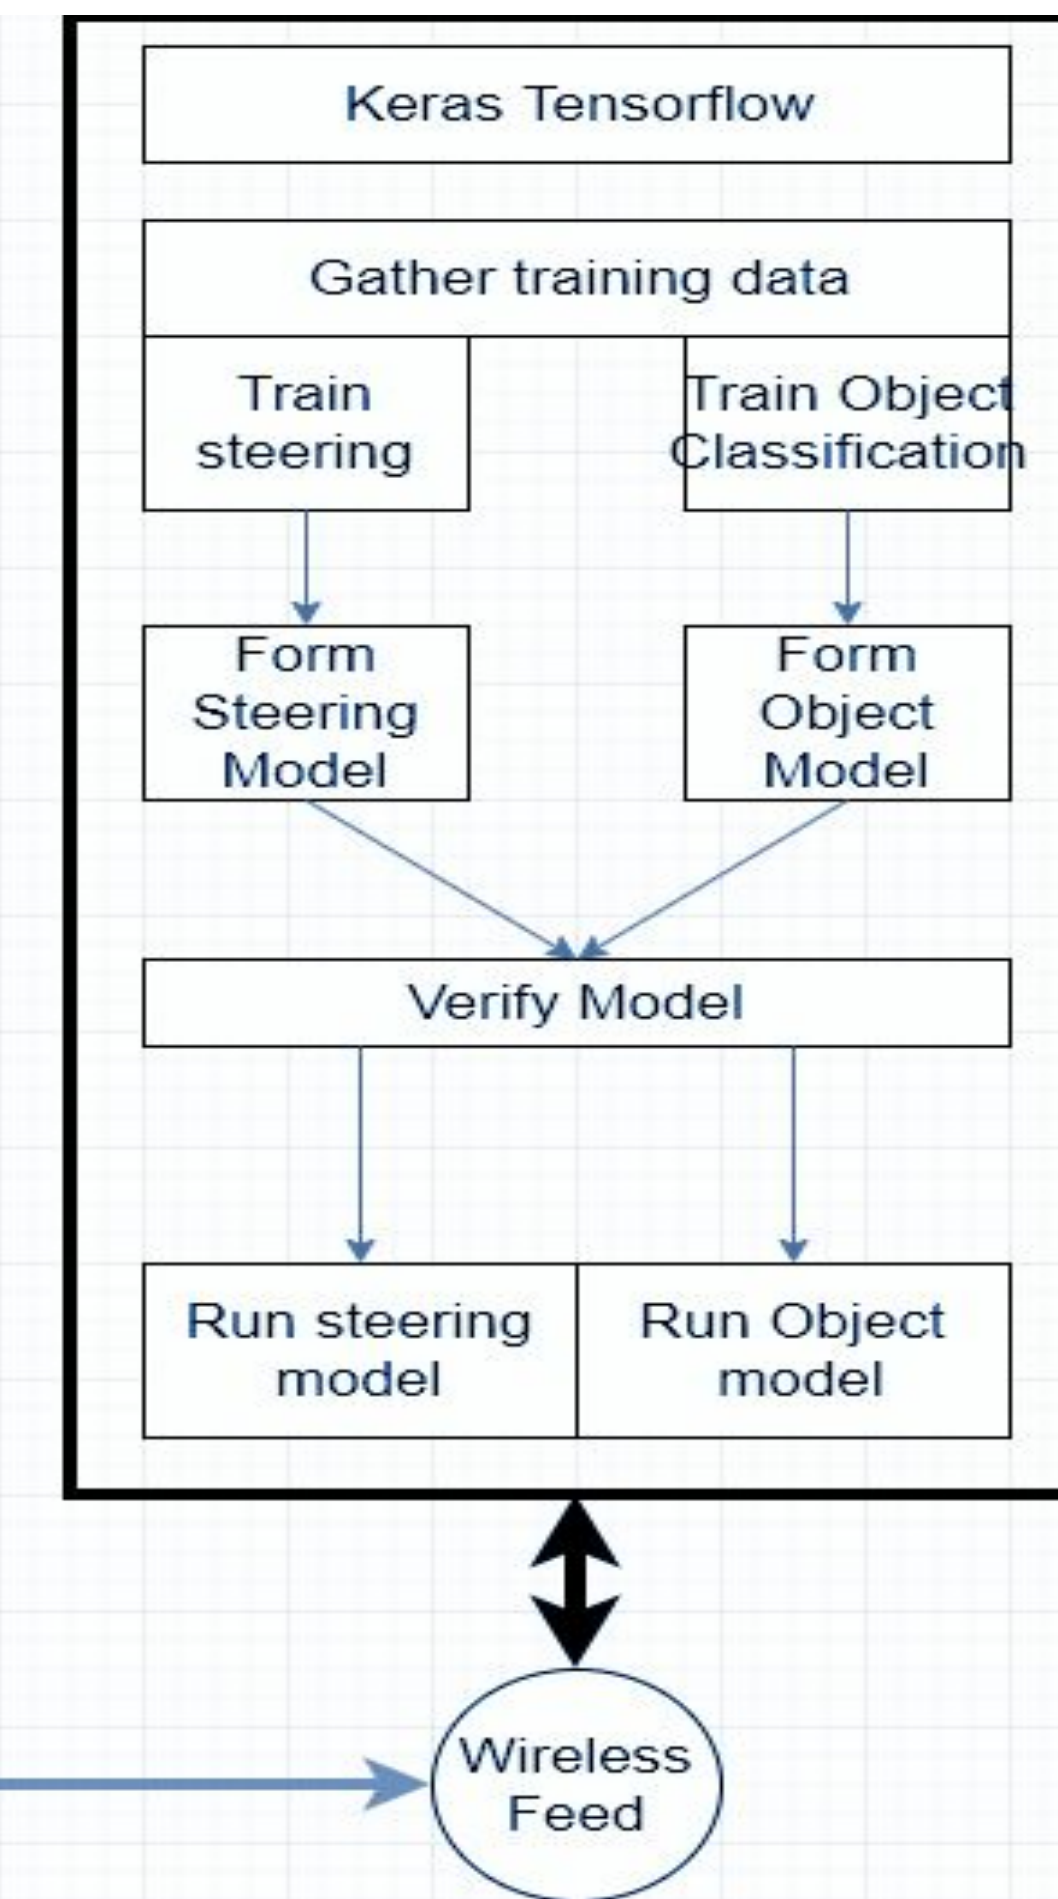 Keras Tensorflow
Gather training data
Train
steering
Train Object
Classification
Form
Steering
Model
Form
Object
Model
Verify Model
Run steering
model
Run Object
model
Wireless
Feed